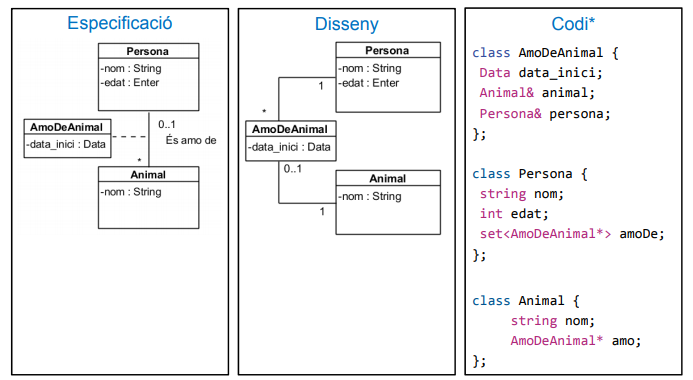 Especificació
Persona
-nom : String
-edat : Enter
0..1
És amo de
AmoDeAnimal
-data_inici : Data
*
Animal
-nom : String
Disseny
Persona
-nom : String
-edat : Enter
1
*
AmoDeAnimal
-data_inici : Data
0..1
Animal
-nom : String
1
Codi*
class AmoDeAnimal {
Data data_inici;
Animal& animal;
Persona& persona;
};
class Persona {
string nom;
int edat;
set<AmoDeAnimal*> amoDe;
};
class Animal {
string nom;
AmoDeAnimal* amo;
};